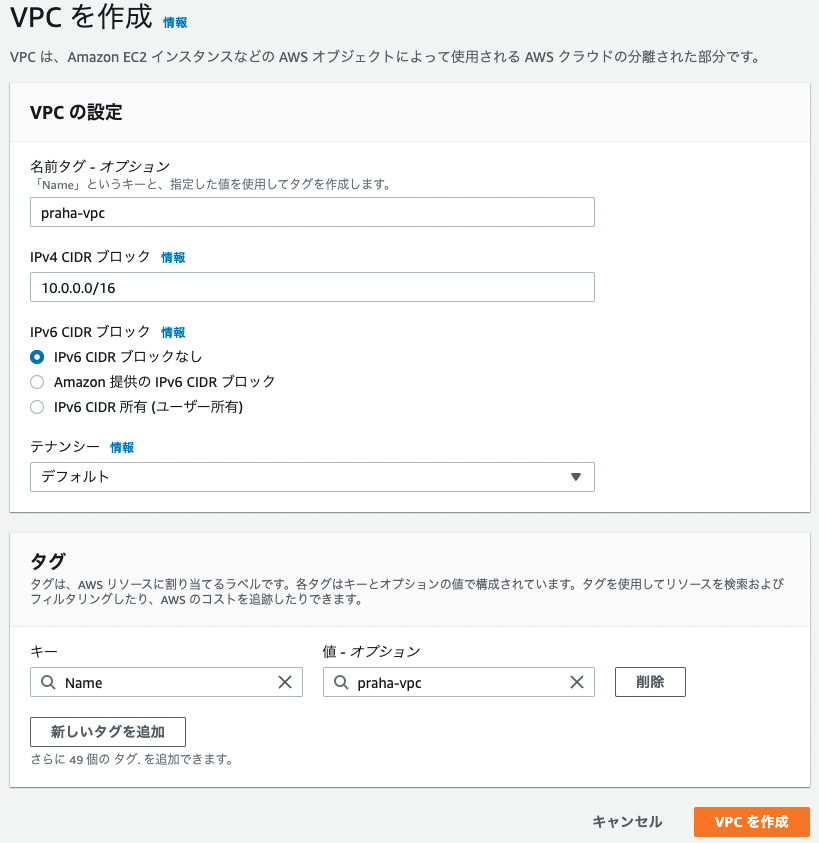 VPC を作成 情報
VPC は、Amazon EC2 インスタンスなどの AWS オブジェクトによって使用される AWS クラウドの分離された部分です。
VPC の設定
名前タグ - オプション
「Name」というキーと、指定した値を使用してタグを作成します。
praha-vpc
IPv4 CIDR ブロック 情報
10.0.0.0/16
IPv6 CIDR ブロック 情報
IPv6 CIDR ブロックなし
Amazon 提供の IPv6 CIDR ブロック
IPv6 CIDR 所有 (ユーザー所有)
テナンシー 情報
デフォルト
タグ
タグは、AWS リソースに割り当てるラベルです。各タグはキーとオプションの値で構成されています。タグを使用してリソースを検索および
フィルタリングしたり、AWS のコストを追跡したりできます。
キー 値 - オプション
Name praha-vpc 削除
新しいタグを追加
さらに 49 個の タグ. を追加できます。
キャンセル VPC を作成